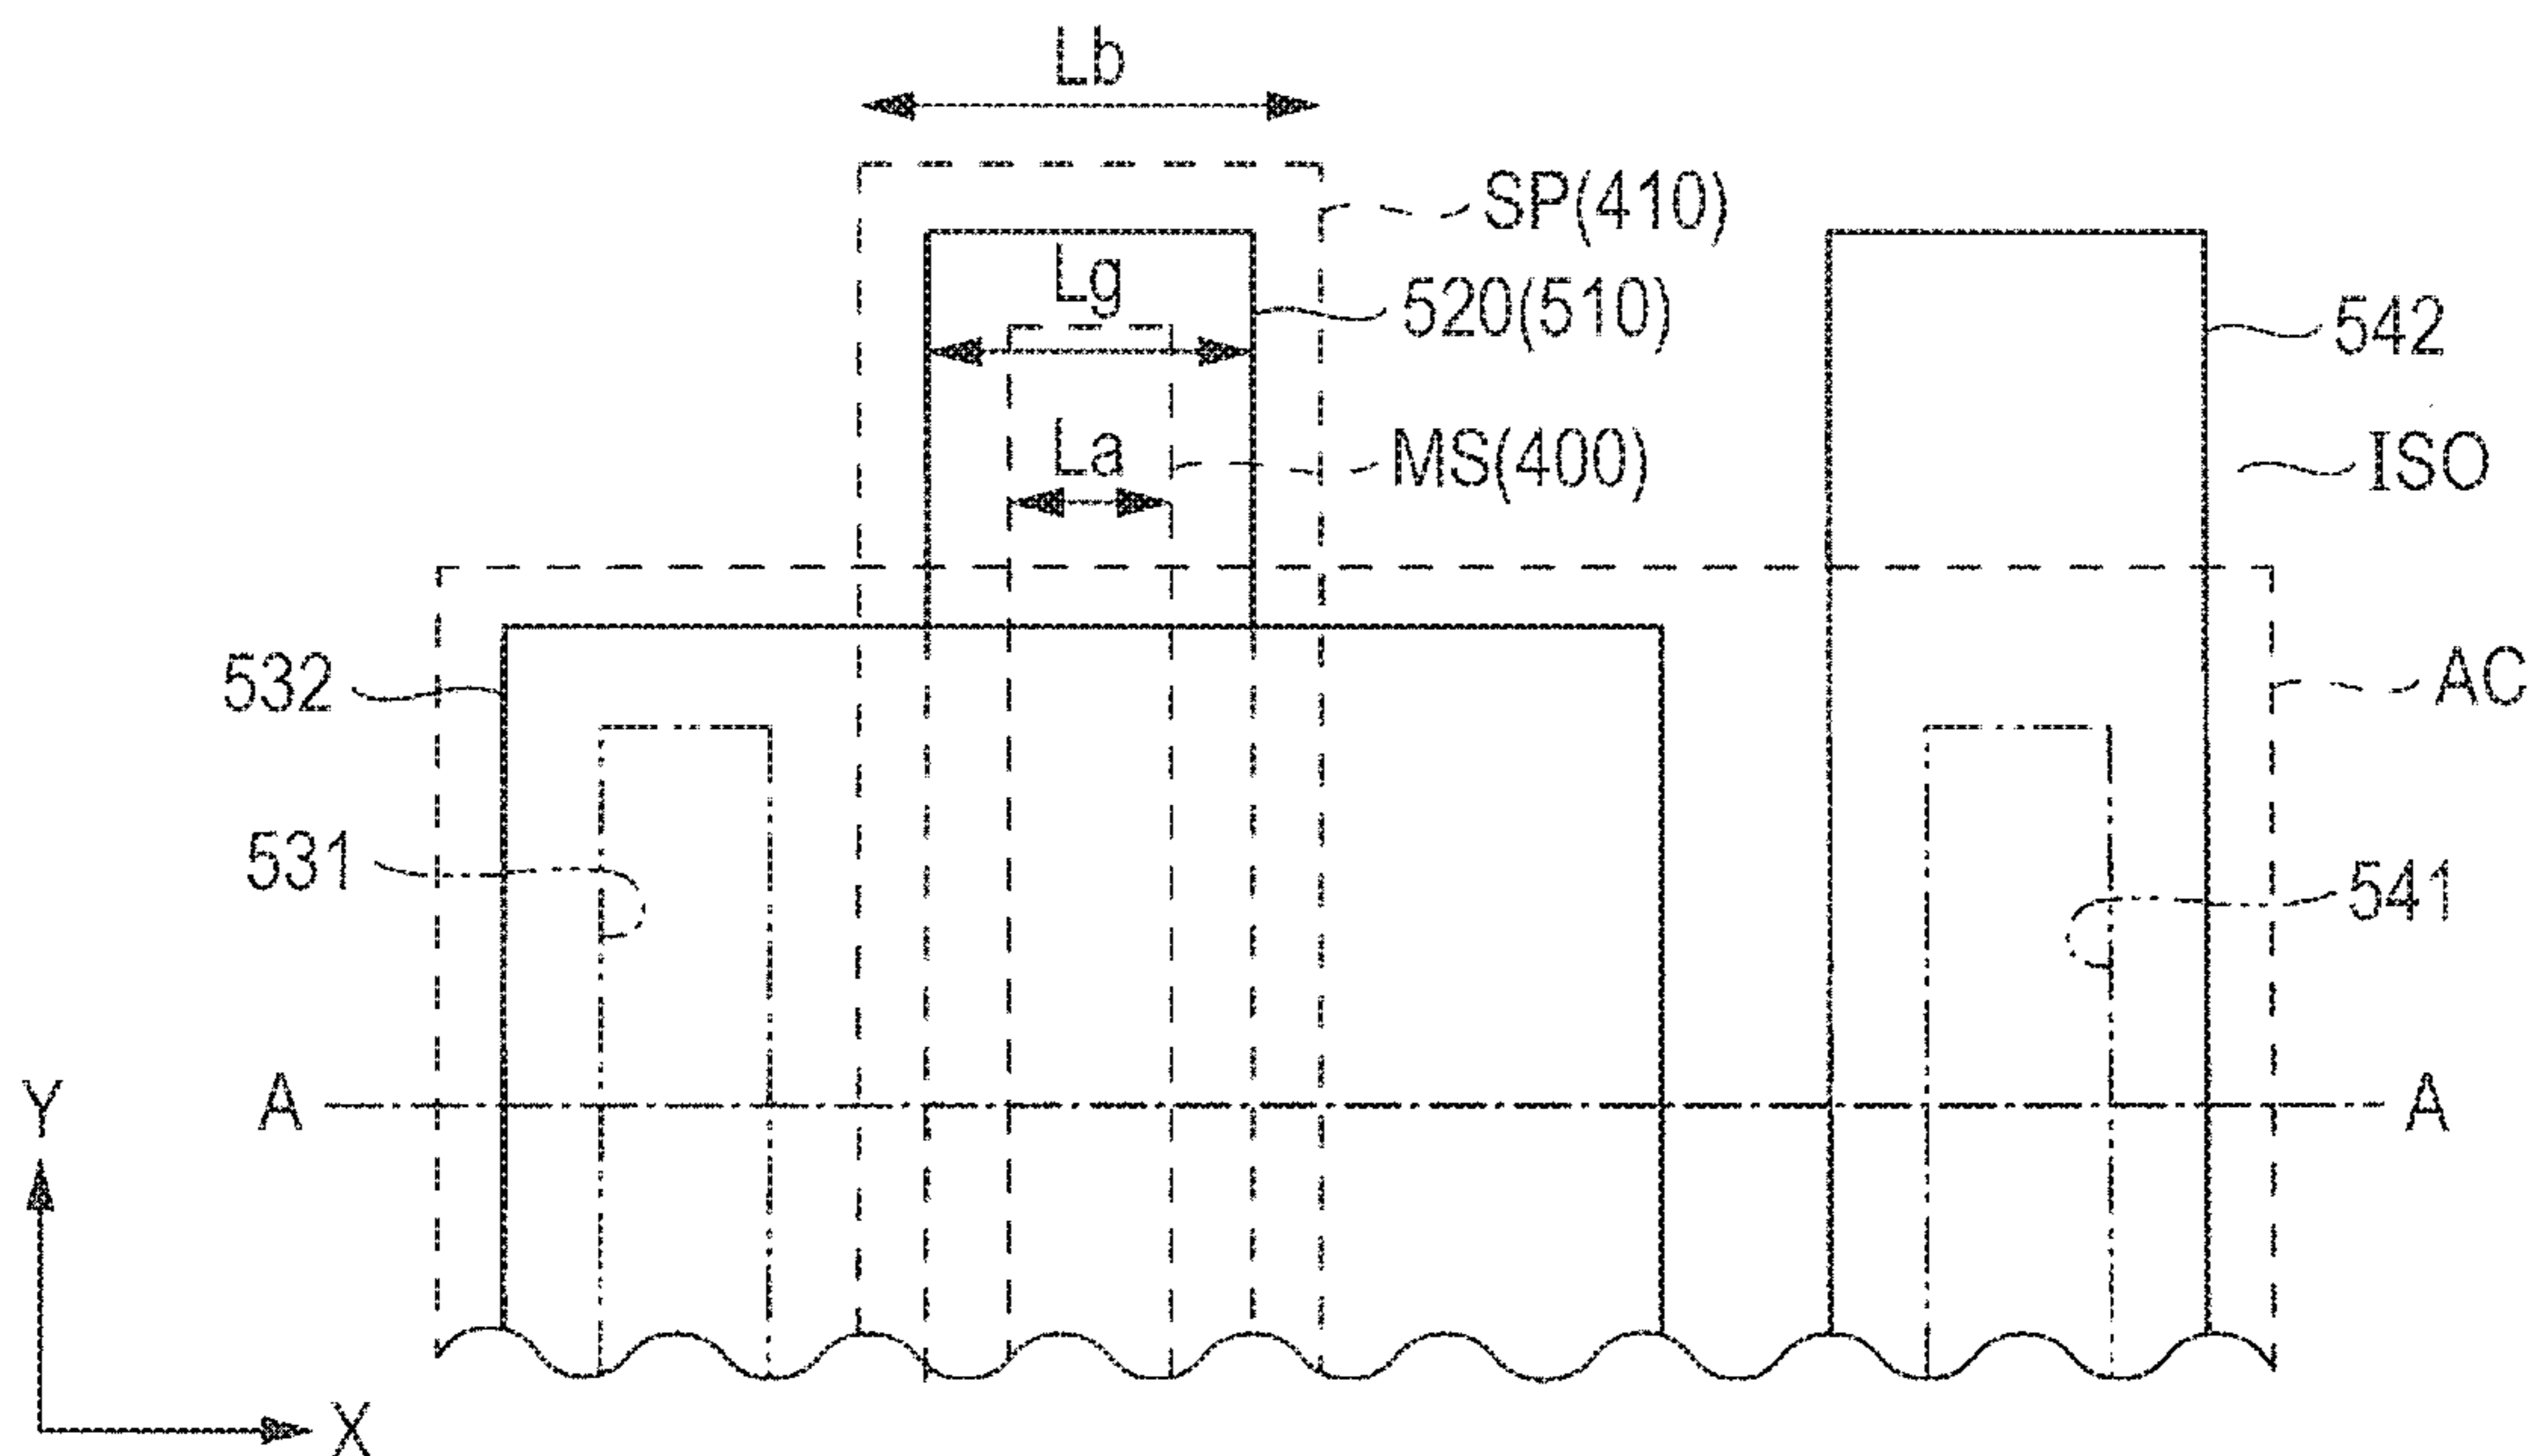 Lb
SP(410)
Lg
520(510)
542
La
MS(400)
ISO
532
AC
531
541
A
A
Y
X